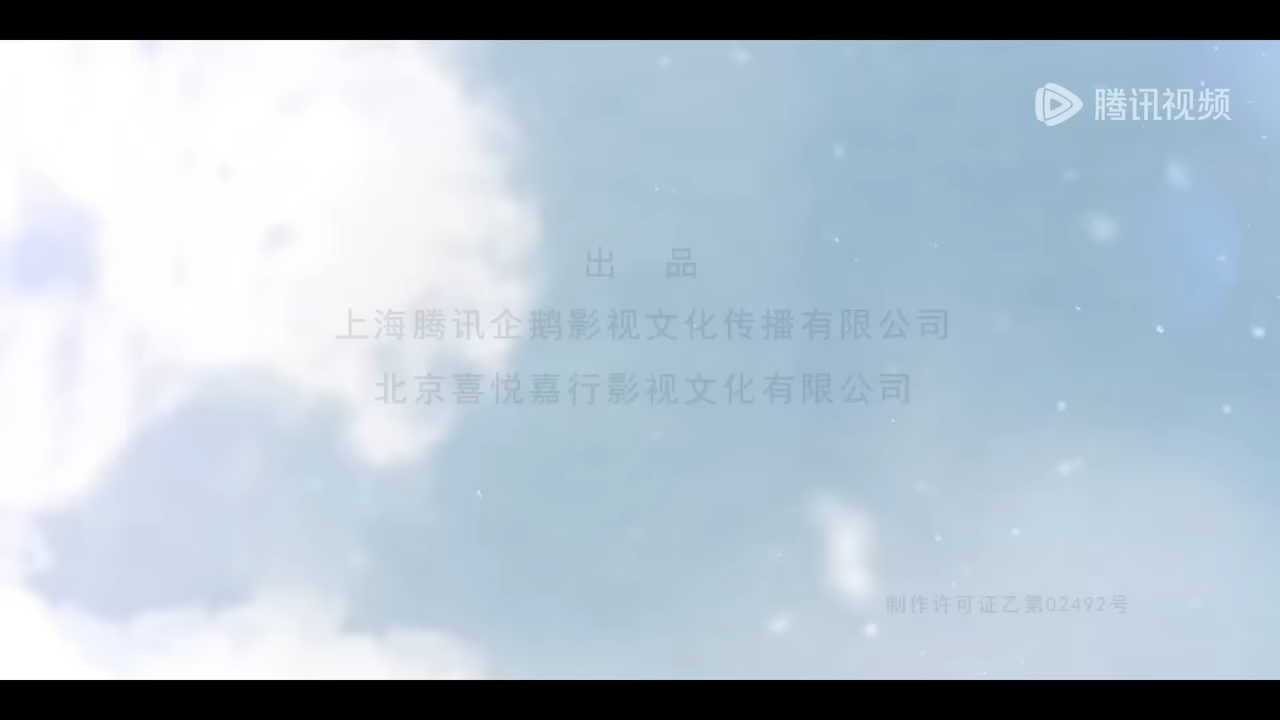 腾讯视频
出 品
上海腾讯企鹅影视文化传播有限公司
北京喜悦嘉行影视文化有限公司
制作许可证乙第02492号